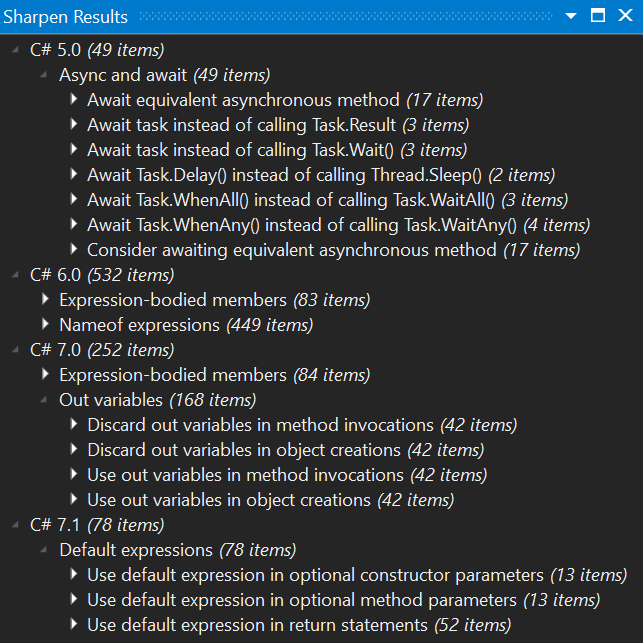 Sharpen Results
C# 5.0 (49 items)
Async and await (49 items)
Await equivalent asynchronous method (17 items)
Await task instead of calling Task.Result (3 items)
Await task instead of calling Task.Wait() (3 items)
Await Task.Delay() instead of calling Thread.Sleep() (2 items)
Await Task.WhenAll() instead of calling Task.WaitAll() (3 items)
Await Task.WhenAny() instead of calling Task.WaitAny() (4 items)
Consider awaiting equivalent asynchronous method (17 items)
C# 6.0 (532 items)
Expression-bodied members (83 items)
Nameof expressions (449 items)
C# 7.0 (252 items)
Expression-bodied members (84 items)
Out variables (168 items)
Discard out variables in method invocations (42 items)
Discard out variables in object creations (42 items)
Use out variables in method invocations (42 items)
Use out variables in object creations (42 items)
C# 7.1 (78 items)
Default expressions (78 items)
Use default expression in optional constructor parameters (13 items)
Use default expression in optional method parameters (13 items)
Use default expression in return statements (52 items)